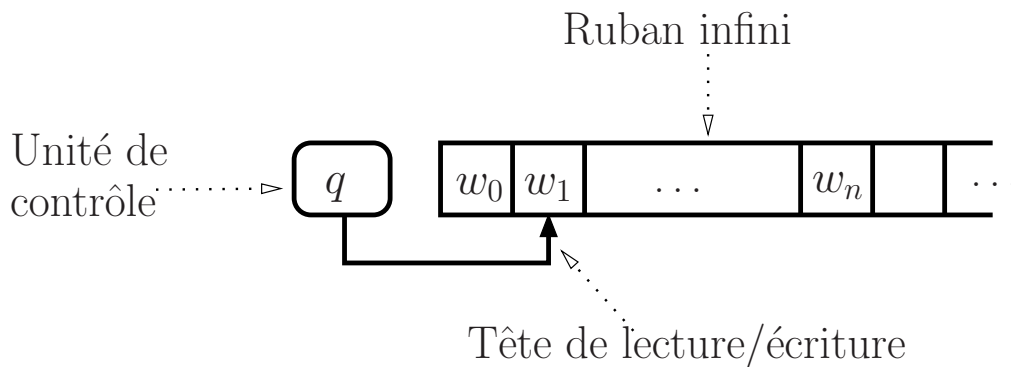 Ruban infini
Unité de
contrôle
q
w₀ w₁ ... wₙ ..
Tête de lecture/écriture